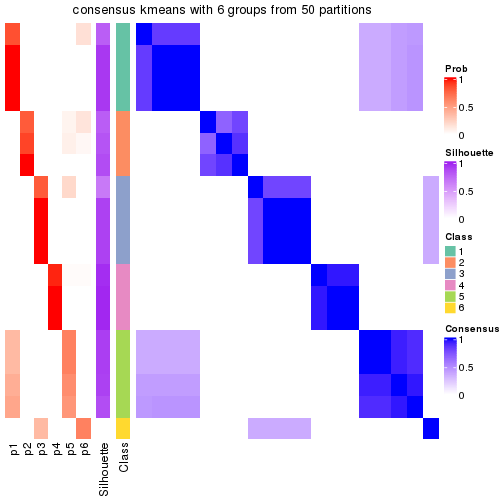 consensus kmeans with 6 groups from 50 partitions
Prob
1
0.5
0
Silhouette
1
0.5
0
Class
1
2
3
4
5
6
Consensus
1
0.5
0
p1
p2
p3
p4
p5
p6
Silhouette
Class